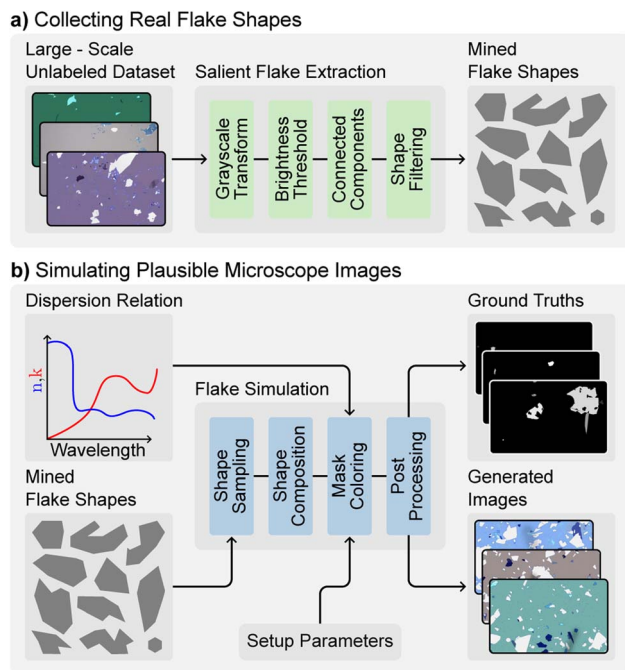 a) Collecting Real Flake Shapes
Large - Scale
Unlabeled Dataset
Salient Flake Extraction
Mined
Flake Shapes
Grayscale
Transform
Brightness
Threshold
Connected
Components
Shape
Filtering
b) Simulating Plausible Microscope Images
Dispersion Relation
Ground Truths
n,k
Wavelength
Flake Simulation
Shape
Sampling
Shape
Composition
Mask
Coloring
Post
Processing
Mined
Flake Shapes
Generated
Images
Setup Parameters